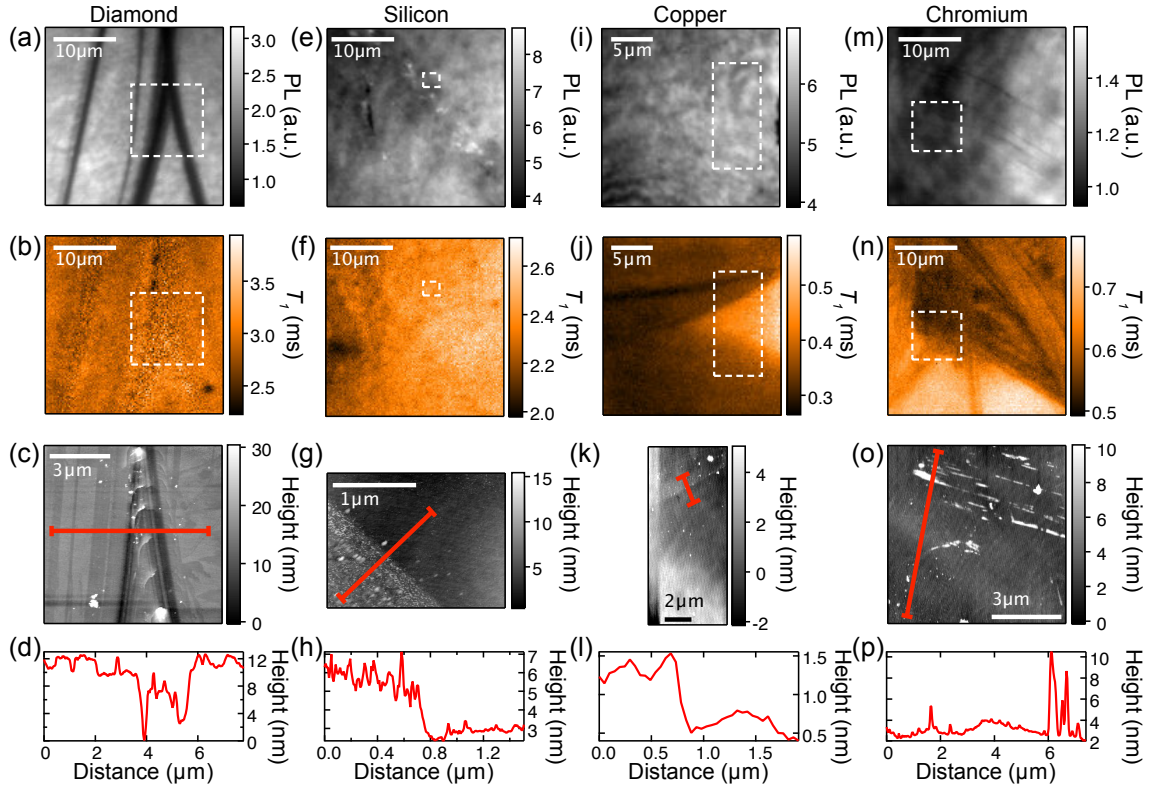 Diamond
Silicon
Copper
Chromium
(a)
10µm
3.0
2.5
2.0
1.5
1.0
PL (a.u.)
(e)
10µm
8
7
6
5
4
PL (a.u.)
(i)
5µm
6
5
4
PL (a.u.)
(m)
10µm
1.4
1.2
1.0
PL (a.u.)
(b)
10µm
3.5
3.0
2.5
T1 (ms)
(f)
10µm
2.6
2.4
2.2
2.0
T1 (ms)
(j)
5µm
0.5
0.4
0.3
T1 (ms)
(n)
10µm
0.7
0.6
0.5
T1 (ms)
(c)
3µm
30
20
10
0
Height (nm)
(g)
1µm
15
10
5
Height (nm)
(k)
2µm
4
2
0
-2
Height (nm)
(o)
3µm
10
8
6
4
2
0
Height (nm)
(d)
12
8
4
0
Height (nm)
0 2 4 6
Distance (µm)
(h)
7
6
5
4
3
Height (nm)
0.0 0.4 0.8 1.2
Distance (µm)
(l)
1.5
1.0
0.5
Height (nm)
0.0 0.5 1.0 1.5
Distance (µm)
(p)
10
8
6
4
2
Height (nm)
0 2 4 6
Distance (µm)